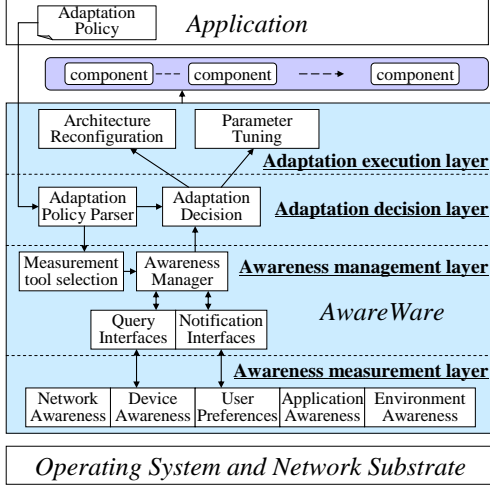 Adaptation
Policy
Application
component
component
component
Architecture
Reconfiguration
Parameter
Tuning
Adaptation execution layer
Adaptation
Policy Parser
Adaptation
Decision
Adaptation decision layer
Measurement
tool selection
Awareness
Manager
Awareness management layer
Query
Interfaces
Notification
Interfaces
AwareWare
Awareness measurement layer
Network
Awareness
Device
Awareness
User
Preferences
Application
Awareness
Environment
Awareness
Operating System and Network Substrate